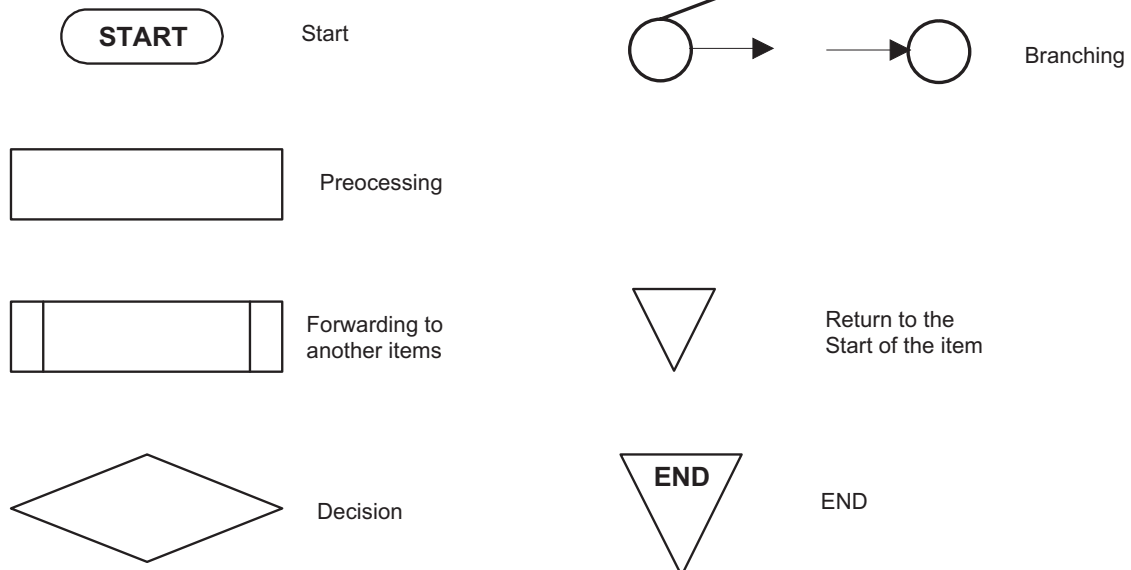 START
Start
Branching
Preocessing
Forwarding to
another items
Return to the
Start of the item
Decision
END
END